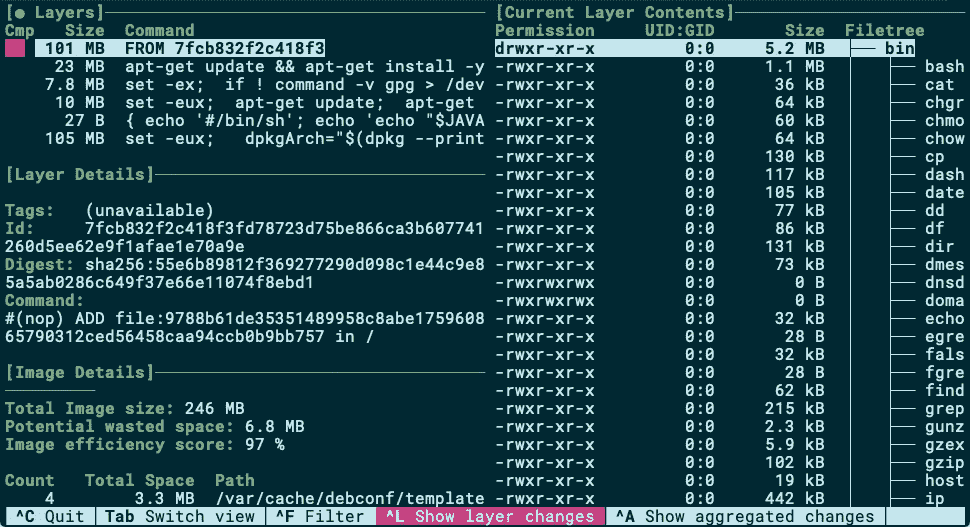 [● Layers]
Cmp Size Command
101 MB FROM 7fcb832f2c418f3
23 MB apt-get update && apt-get install -y
7.8 MB set -ex; if ! command -v gpg > /dev
10 MB set -eux; apt-get update; apt-get
27 B { echo '#/bin/sh'; echo 'echo "$JAVA
105 MB set -eux; dpkgArch="$(dpkg --print
[Layer Details]
Tags: (unavailable)
Id: 7fcb832f2c418f3fd78723d75be866ca3b607741
260d5ee62e9f1afae1e70a9e
Digest: sha256:55e6b89812f369277290d098c1e44c9e8
5a5ab0286c649f37e66e11074f8ebd1
Command:
#(nop) ADD file:9788b61de35351489958c8abe1759608
65790312ced56458caa94ccb0b9bb757 in /
[Image Details]
Total Image size: 246 MB
Potential wasted space: 6.8 MB
Image efficiency score: 97 %
Count Total Space Path
4 3.3 MB /var/cache/debconf/template
[Current Layer Contents]
Permission UID:GID Size Filetree
drwxr-xr-x 0:0 5.2 MB bin
-rwxr-xr-x 0:0 1.1 MB bash
-rwxr-xr-x 0:0 36 kB cat
-rwxr-xr-x 0:0 64 kB chgr
-rwxr-xr-x 0:0 60 kB chmo
-rwxr-xr-x 0:0 64 kB chow
-rwxr-xr-x 0:0 130 kB cp
-rwxr-xr-x 0:0 117 kB dash
-rwxr-xr-x 0:0 105 kB date
-rwxr-xr-x 0:0 77 kB dd
-rwxr-xr-x 0:0 86 kB df
-rwxr-xr-x 0:0 131 kB dir
-rwxr-xr-x 0:0 73 kB dmes
-rwxrwxrwx 0:0 0 B dnsd
-rwxrwxrwx 0:0 0 B doma
-rwxr-xr-x 0:0 32 kB echo
-rwxr-xr-x 0:0 28 B egre
-rwxr-xr-x 0:0 32 kB fals
-rwxr-xr-x 0:0 28 B fgre
-rwxr-xr-x 0:0 62 kB find
-rwxr-xr-x 0:0 215 kB grep
-rwxr-xr-x 0:0 2.3 kB gunz
-rwxr-xr-x 0:0 5.9 kB gzex
-rwxr-xr-x 0:0 102 kB gzip
-rwxr-xr-x 0:0 19 kB host
-rwxr-xr-x 0:0 442 kB ip
^C Quit Tab Switch view ^F Filter ^L Show layer changes ^A Show aggregated changes